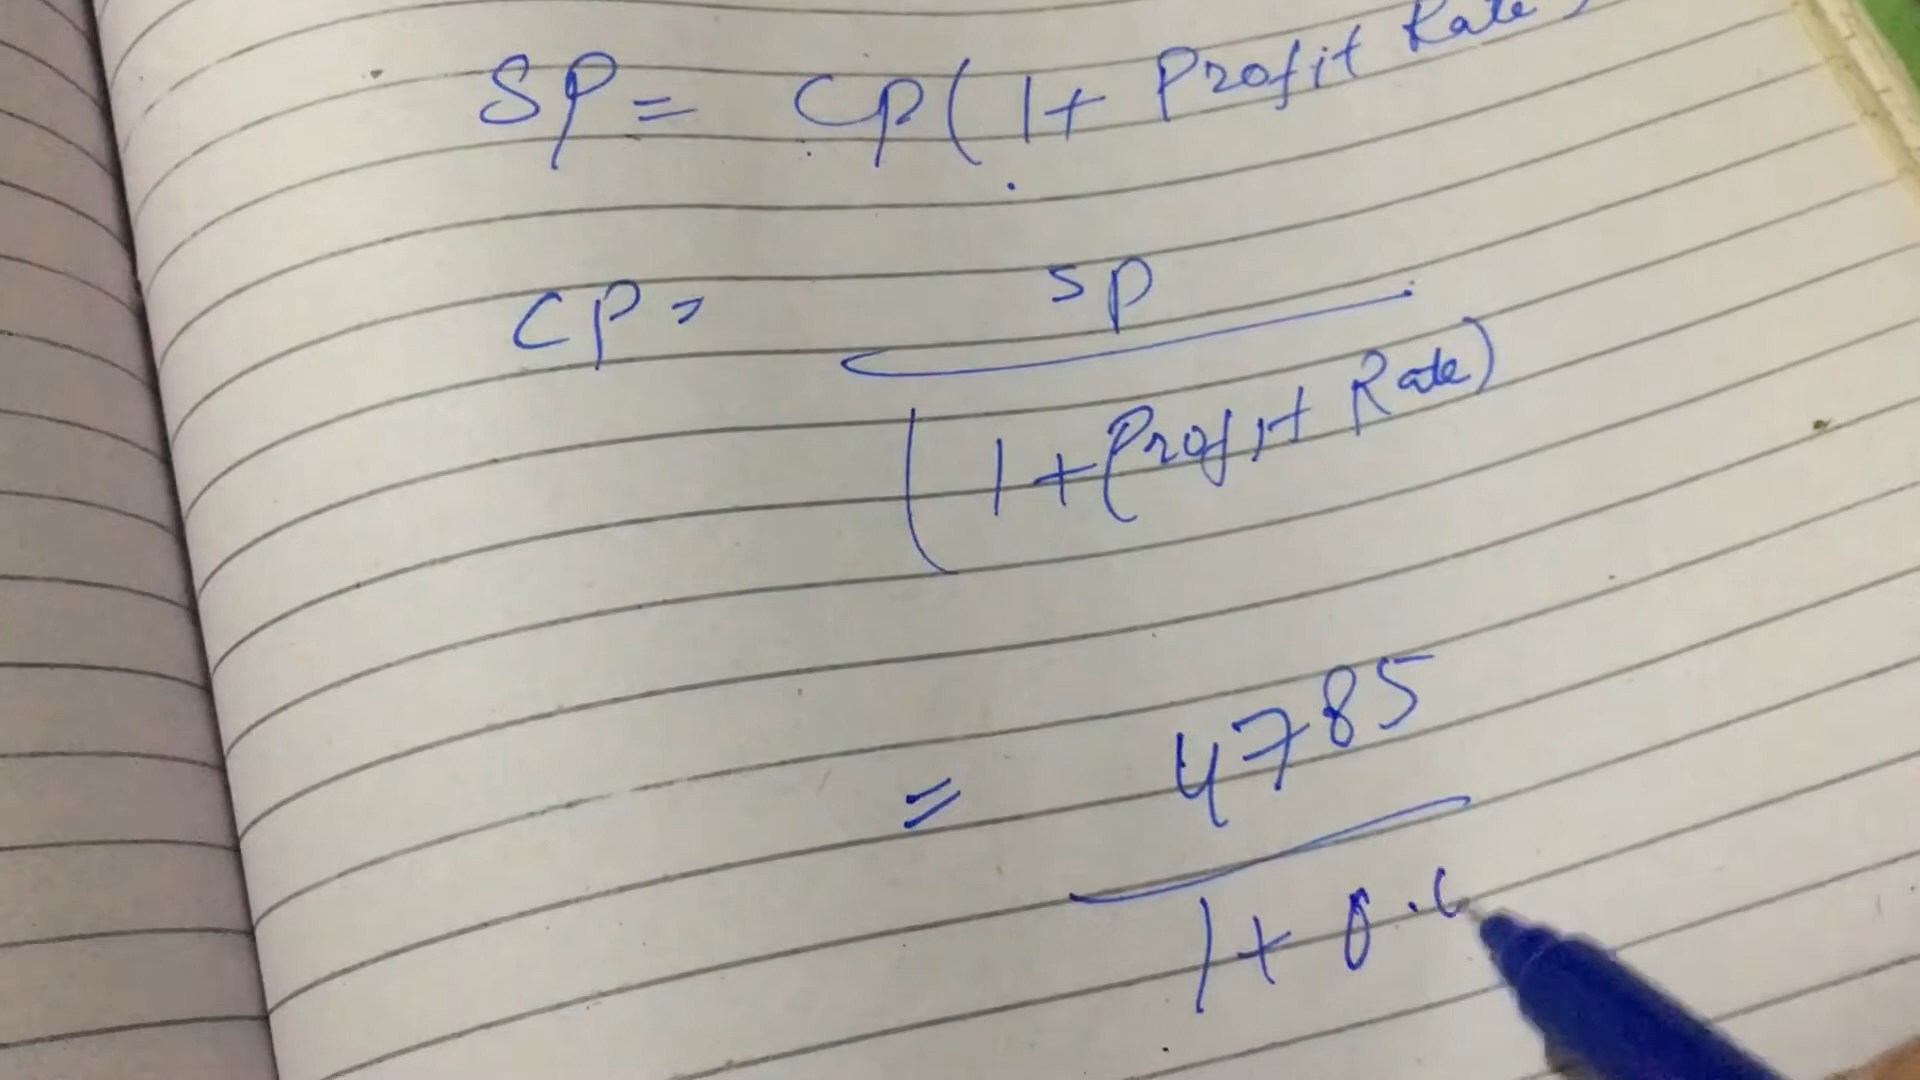 SP = CP(1+ Profit Rate)
CP =
SP
(1+(Profit Rate)
=
4785
1+ 0.